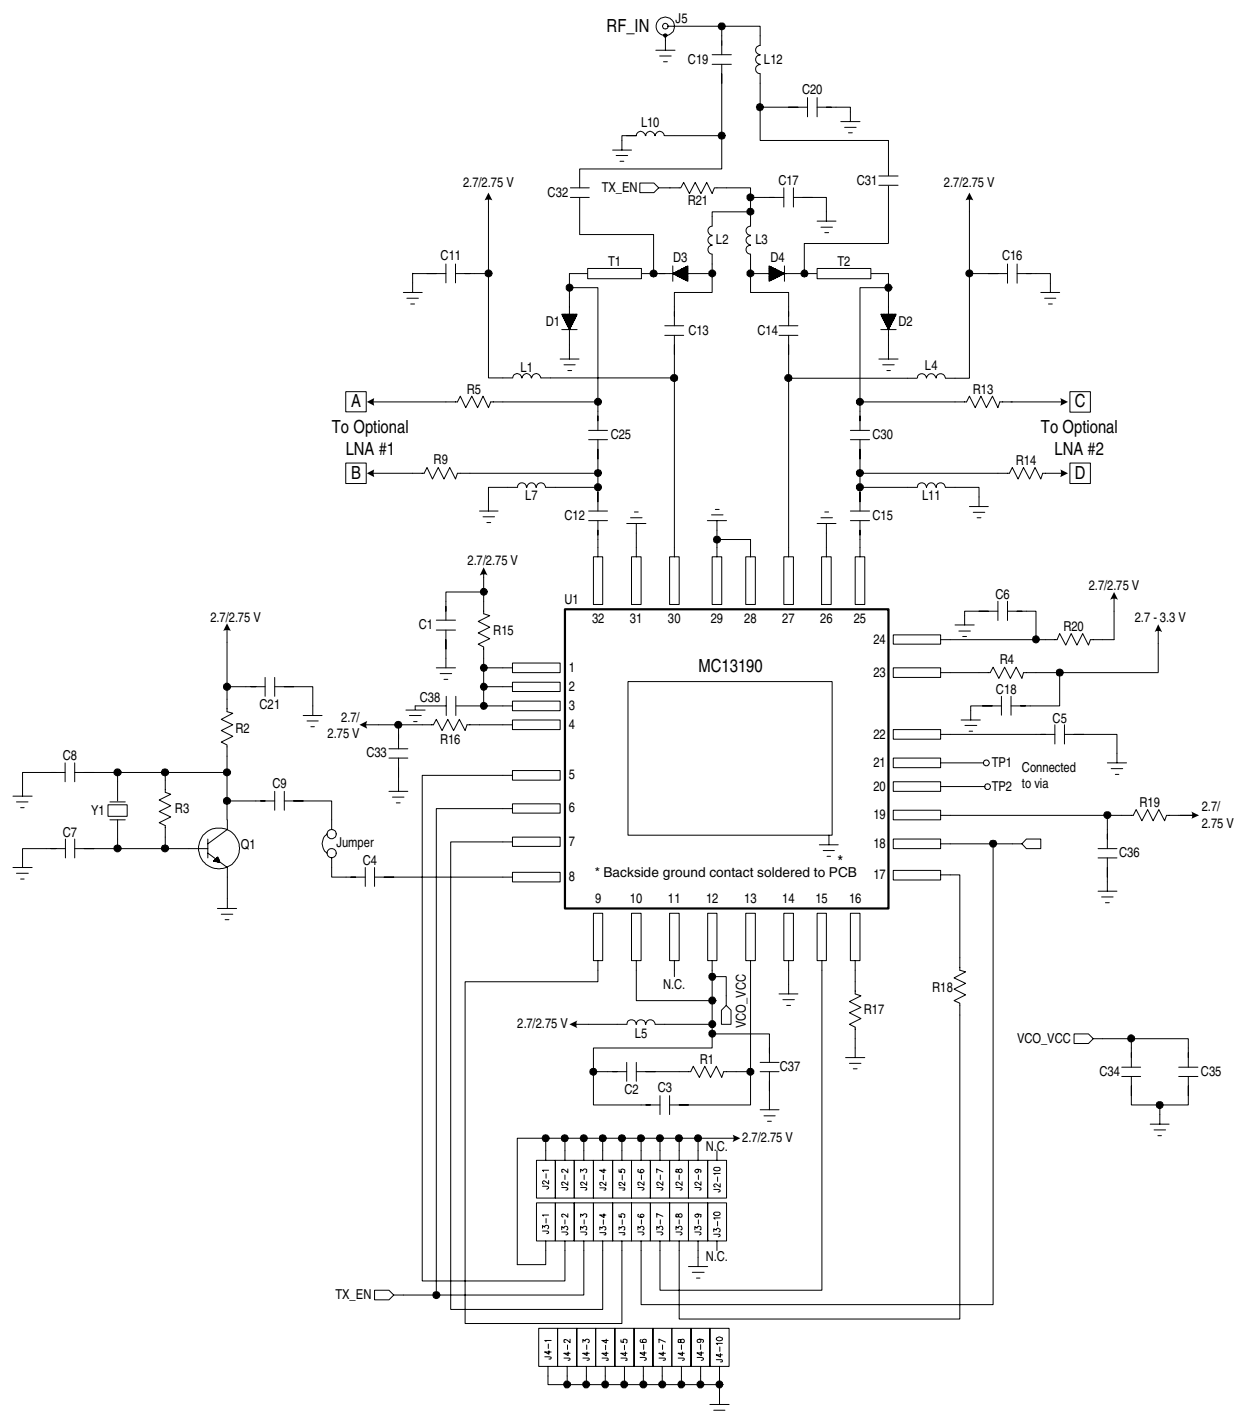 RF_IN
J5
C19
L12
C20
L10
2.7/2.75 V
C32
TX_EN
R21
C17
C31
2.7/2.75 V
L2
L3
C11
T1
D3
D4
T2
C16
D1
C13
C14
D2
L1
L4
A
R5
R13
C
To Optional
LNA #1
C25
C30
To Optional
LNA #2
B
R9
R14
D
L7
L11
C12
C15
2.7/2.75 V
U1
32
31
30
29
28
27
26
25
C1
R15
C6
2.7/2.75 V
2.7/2.75 V
24
R20
2.7 - 3.3 V
MC13190
1
23
R4
2
C21
C38
3
C18
R2
2.7/
2.75 V
R16
4
C33
22
C5
C8
5
21
TP1
Connected
to via
C9
20
TP2
Y1
R3
6
19
R19
2.7/
2.75 V
C7
Q1
Jumper
7
18
C36
C4
8
* Backside ground contact soldered to PCB
*
17
9
10
11
12
13
14
15
16
N.C.
VCO_VCC
R18
R17
2.7/2.75 V
L5
VCO_VCC
C2
R1
C37
C34
C35
C3
2.7/2.75 V
N.C.
J2-1
J2-2
J2-3
J2-4
J2-5
J2-6
J2-7
J2-8
J2-9
J2-10
J3-1
J3-2
J3-3
J3-4
J3-5
J3-6
J3-7
J3-8
J3-9
J3-10
N.C.
TX_EN
J4-1
J4-2
J4-3
J4-4
J4-5
J4-6
J4-7
J4-8
J4-9
J4-10